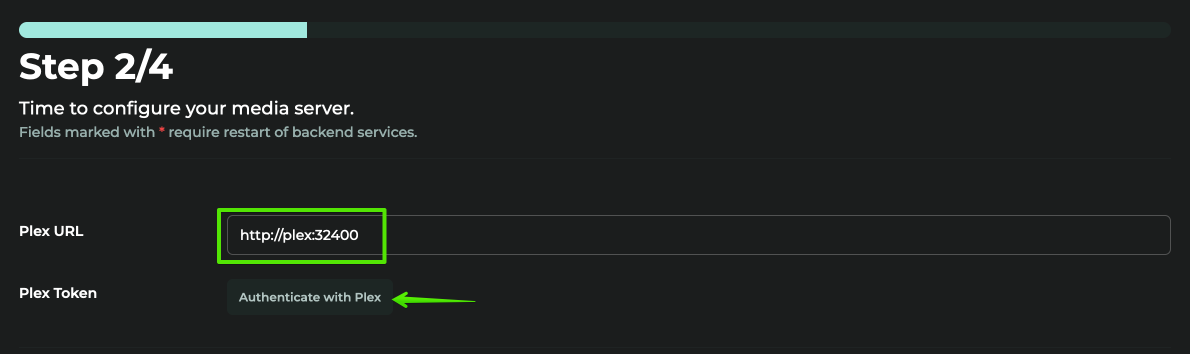 Step 2/4
Time to configure your media server.
Fields marked with * require restart of backend services.
Plex URL
http://plex:32400
Plex Token
Authenticate with Plex